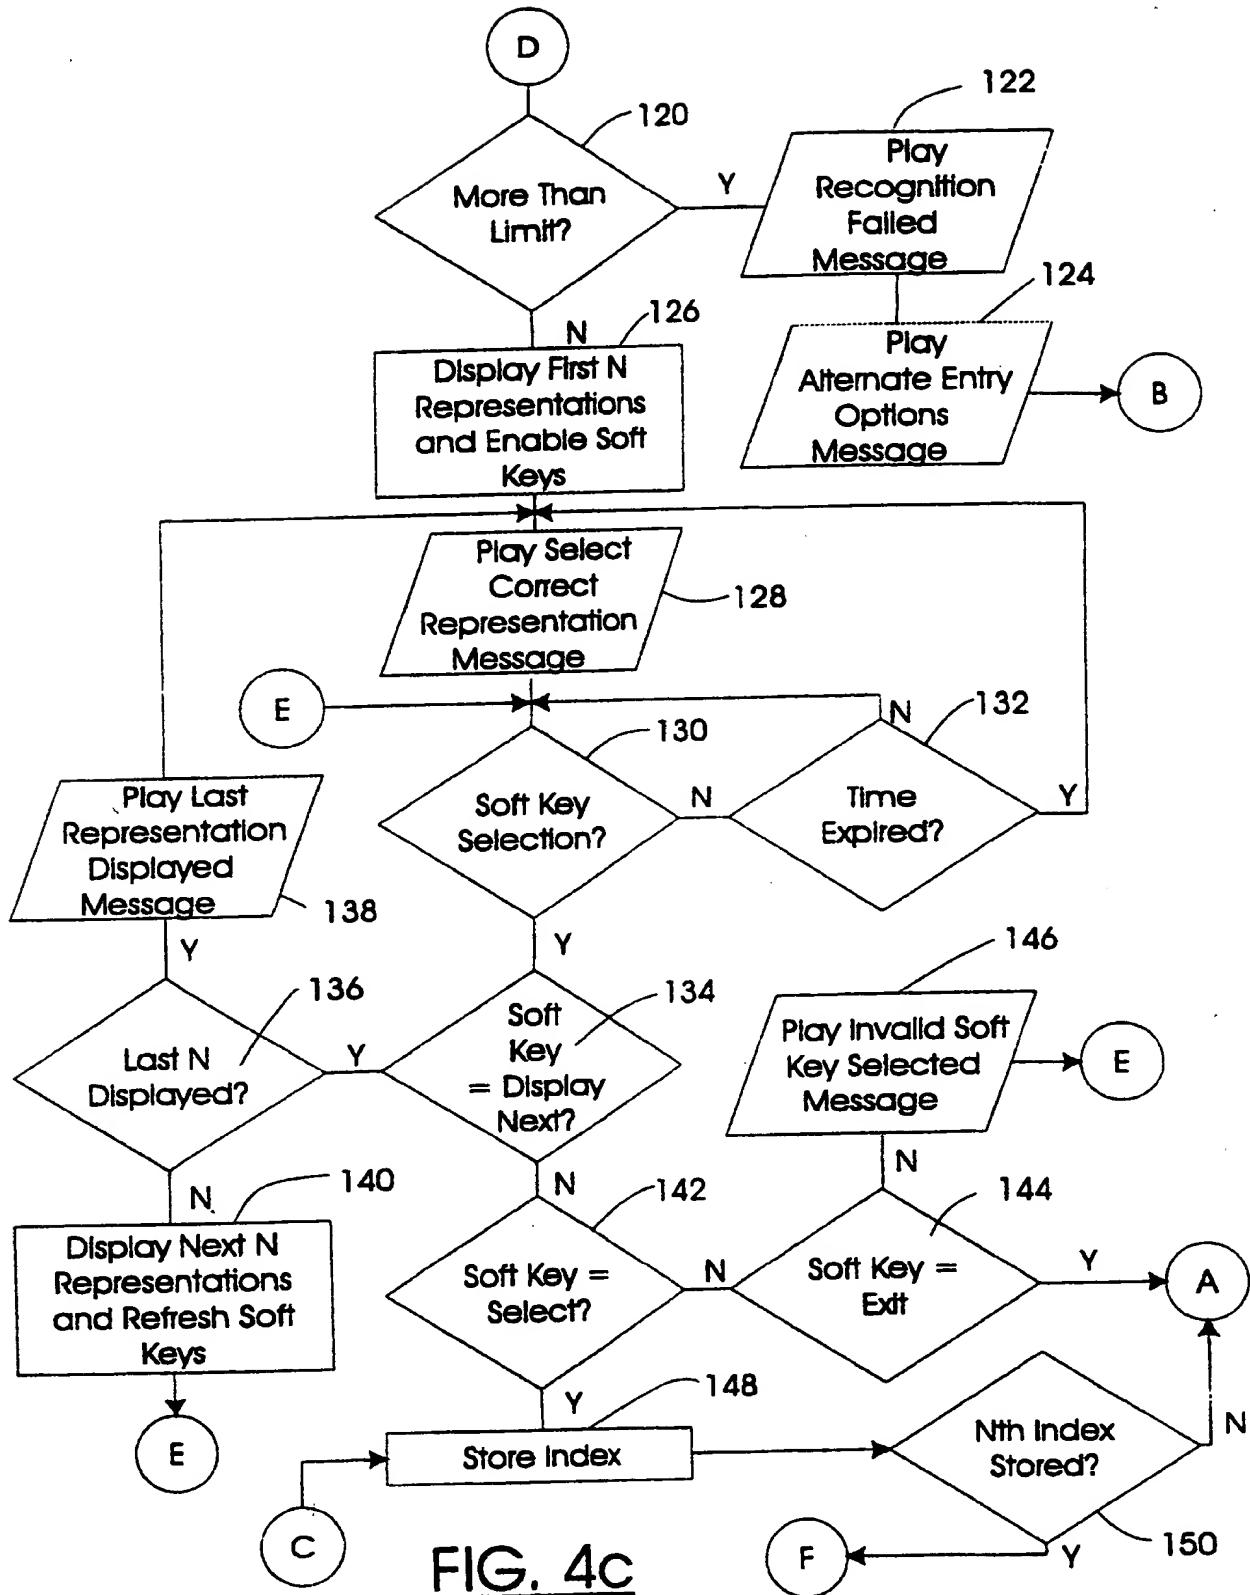 D
120
More Than
Limit?
Y
122
Play
Recognition
Failed
Message
124
Play
Alternate Entry
Options
Message
B
N
126
Display First N
Representations
and Enable Soft
Keys
Play Select
Correct
Representation
Message
128
E
130
Soft Key
Selection?
N
N
132
Time
Expired?
Y
Play Last
Representation
Displayed
Message
138
Y
Y
136
Last N
Displayed?
Y
134
Soft
Key
= Display
Next?
146
Play Invalid Soft
Key Selected
Message
E
N
N
140
Display Next N
Representations
and Refresh Soft
Keys
E
N
142
Soft Key =
Select?
N
144
Soft Key =
Exit
Y
A
Y
148
Store Index
C
Nth Index
Stored?
N
150
Y
F
FIG. 4c